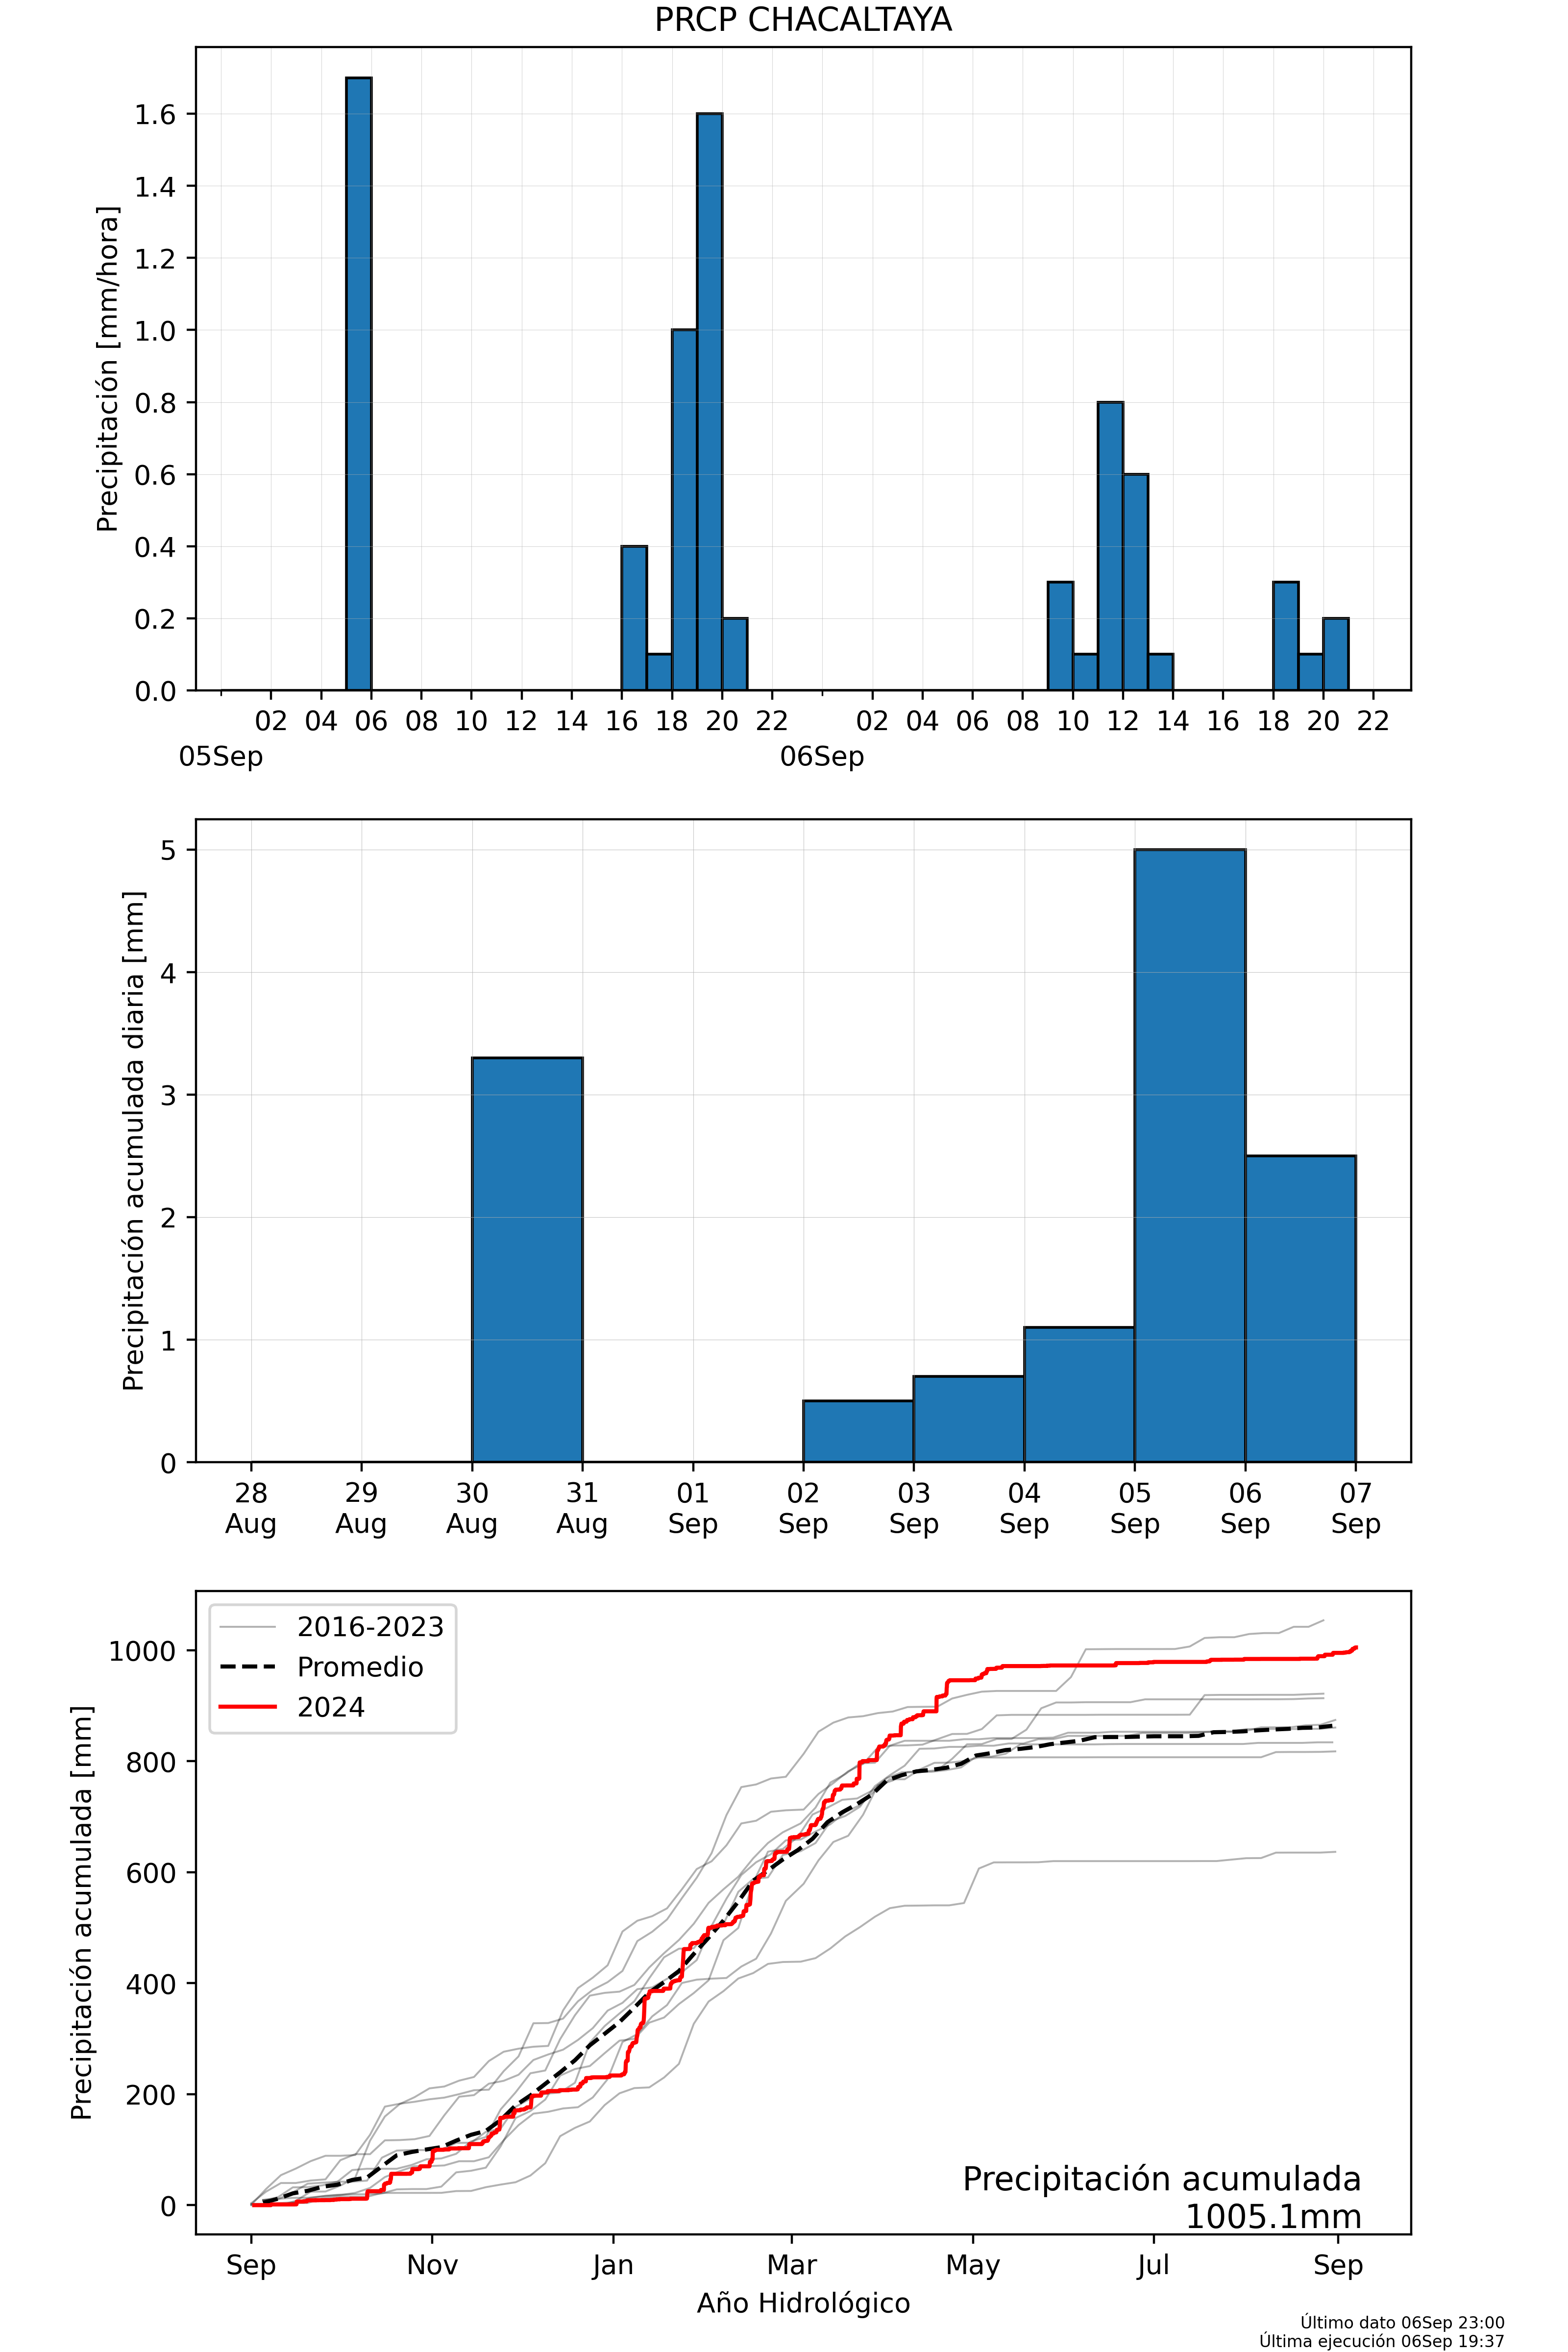 PRCP CHACALTAYA
Precipitación [mm/hora]
1.6
1.4
1.2
1.0
0.8
0.6
0.4
0.2
0.0
02 04 06 08 10 12 14 16 18 20 22 02 04 06 08 10 12 14 16 18 20 22
05Sep 06Sep
Precipitación acumulada diaria [mm]
5
4
3
2
1
0
28 29 30 31 01 02 03 04 05 06 07
Aug Aug Aug Aug Sep Sep Sep Sep Sep Sep Sep
Precipitación acumulada [mm]
2016-2023
Promedio
2024
1000
800
600
400
200
0
Precipitación acumulada
1005.1mm
Sep Nov Jan Mar May Jul Sep
Año Hidrológico
Último dato 06Sep 23:00
Última ejecución 06Sep 19:37